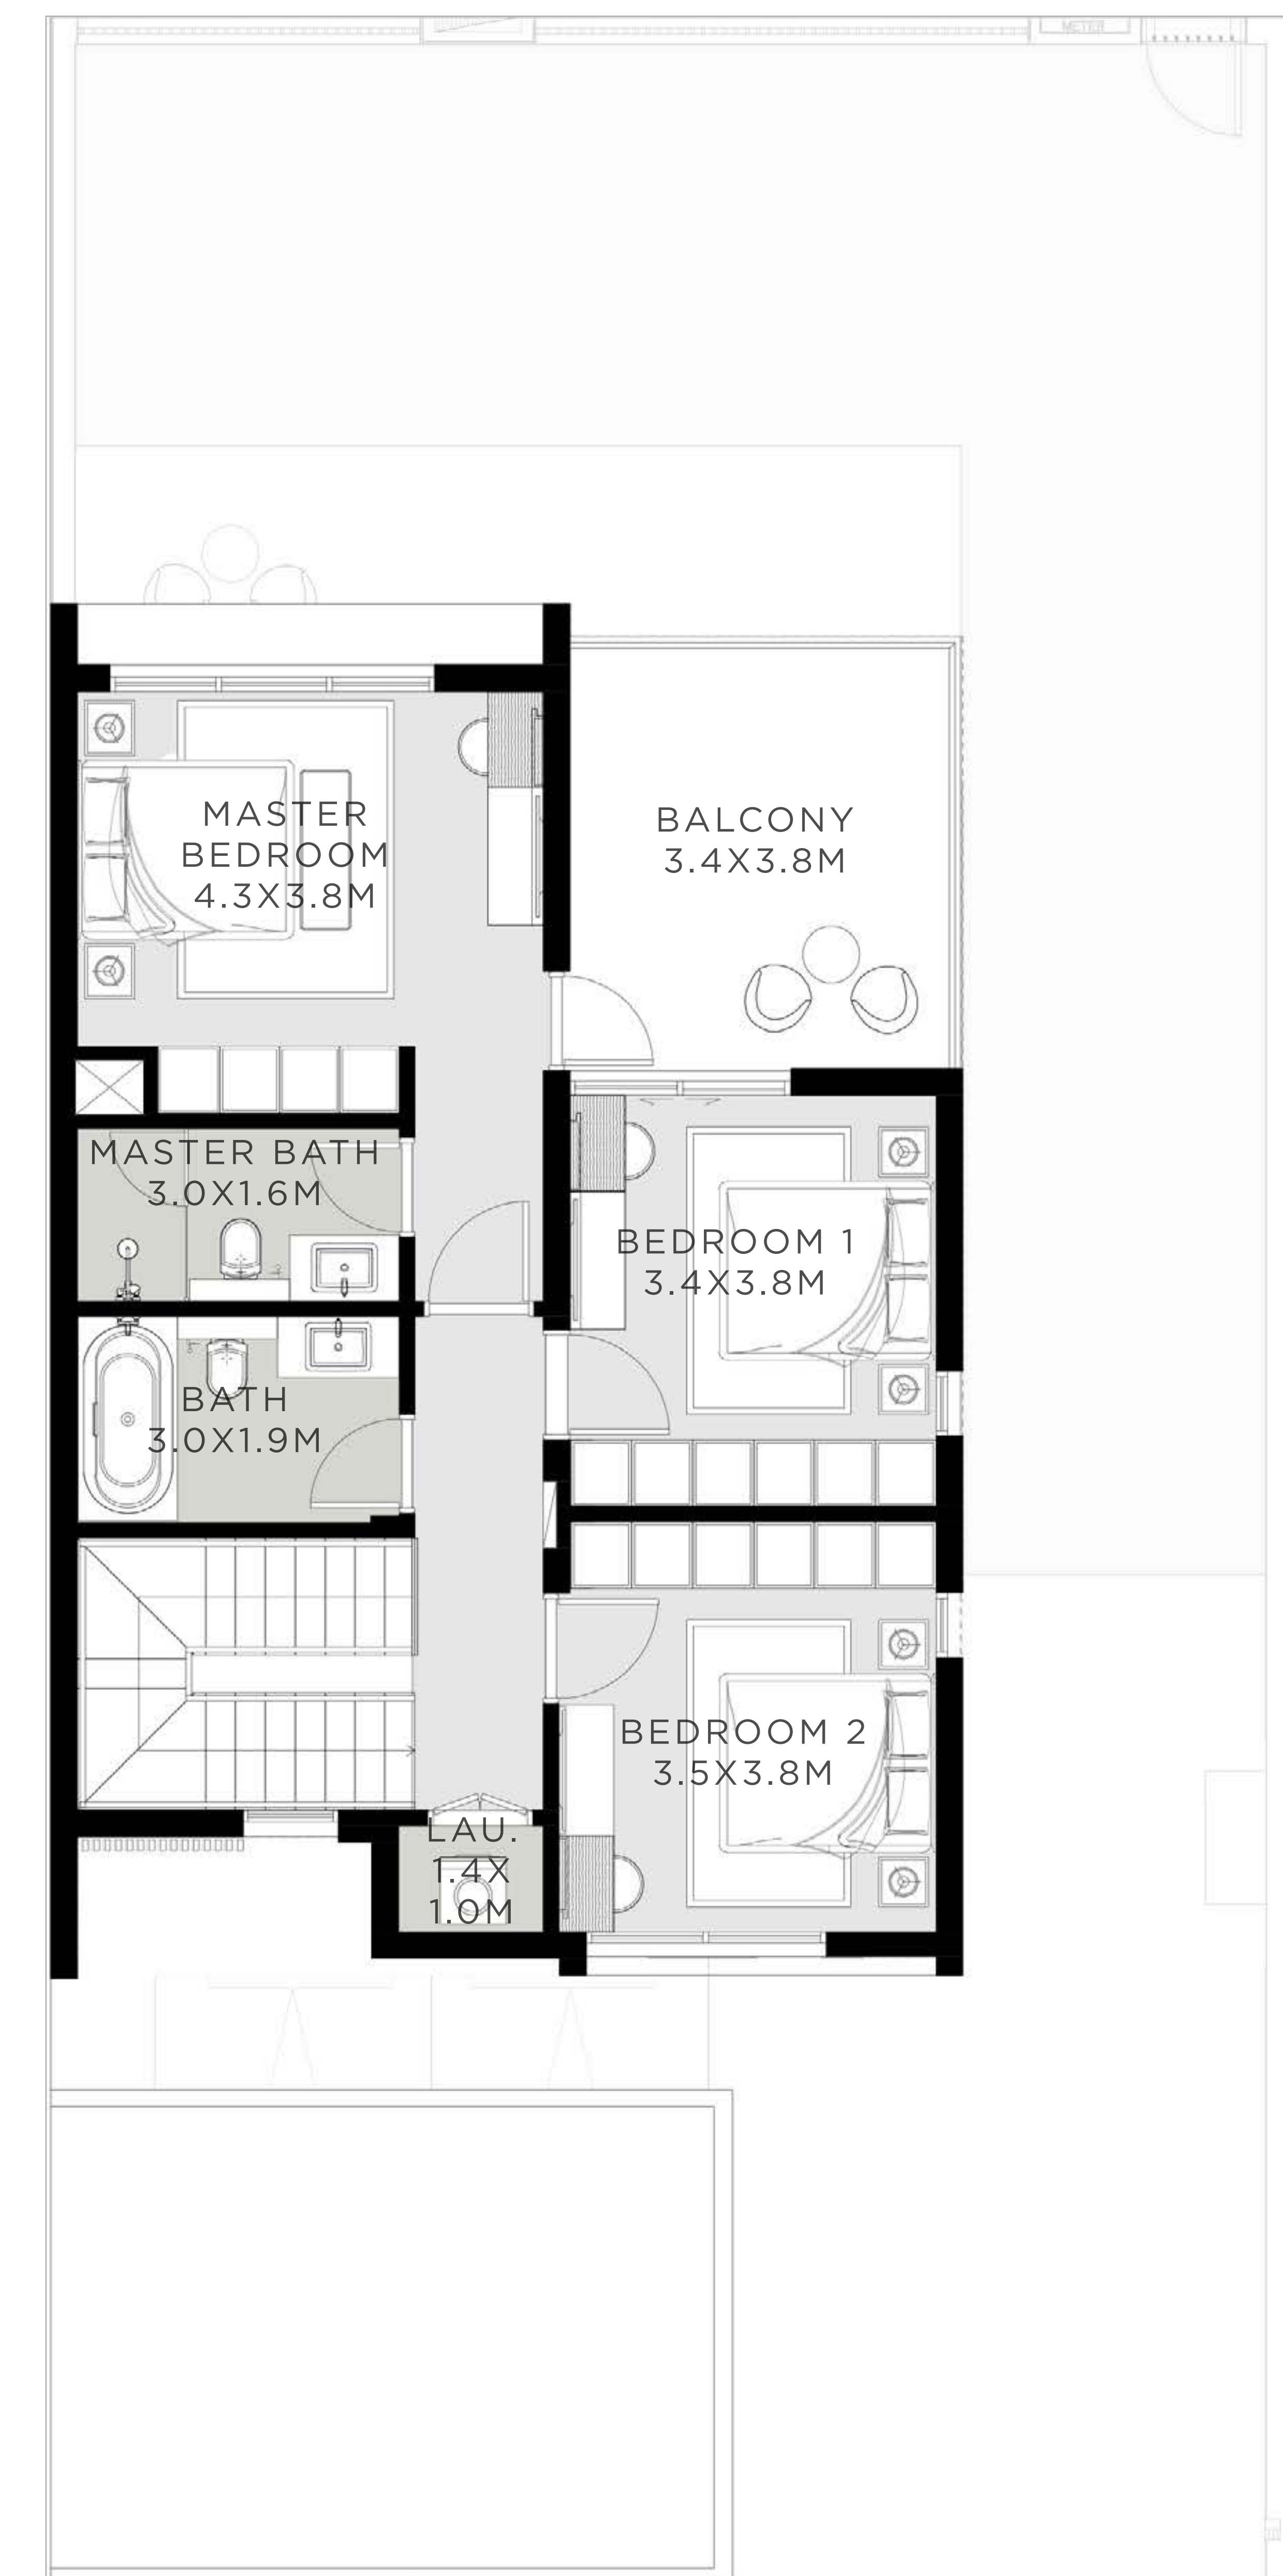 METER
MASTER
BEDROOM
4.3X3.8M
BALCONY
3.4X3.8M
MASTER BATH
3.0X1.6M
BEDROOM 1
3.4X3.8M
BATH
3.0X1.9M
BEDROOM 2
3.5X3.8M
LAU.
1.4X
1.0M